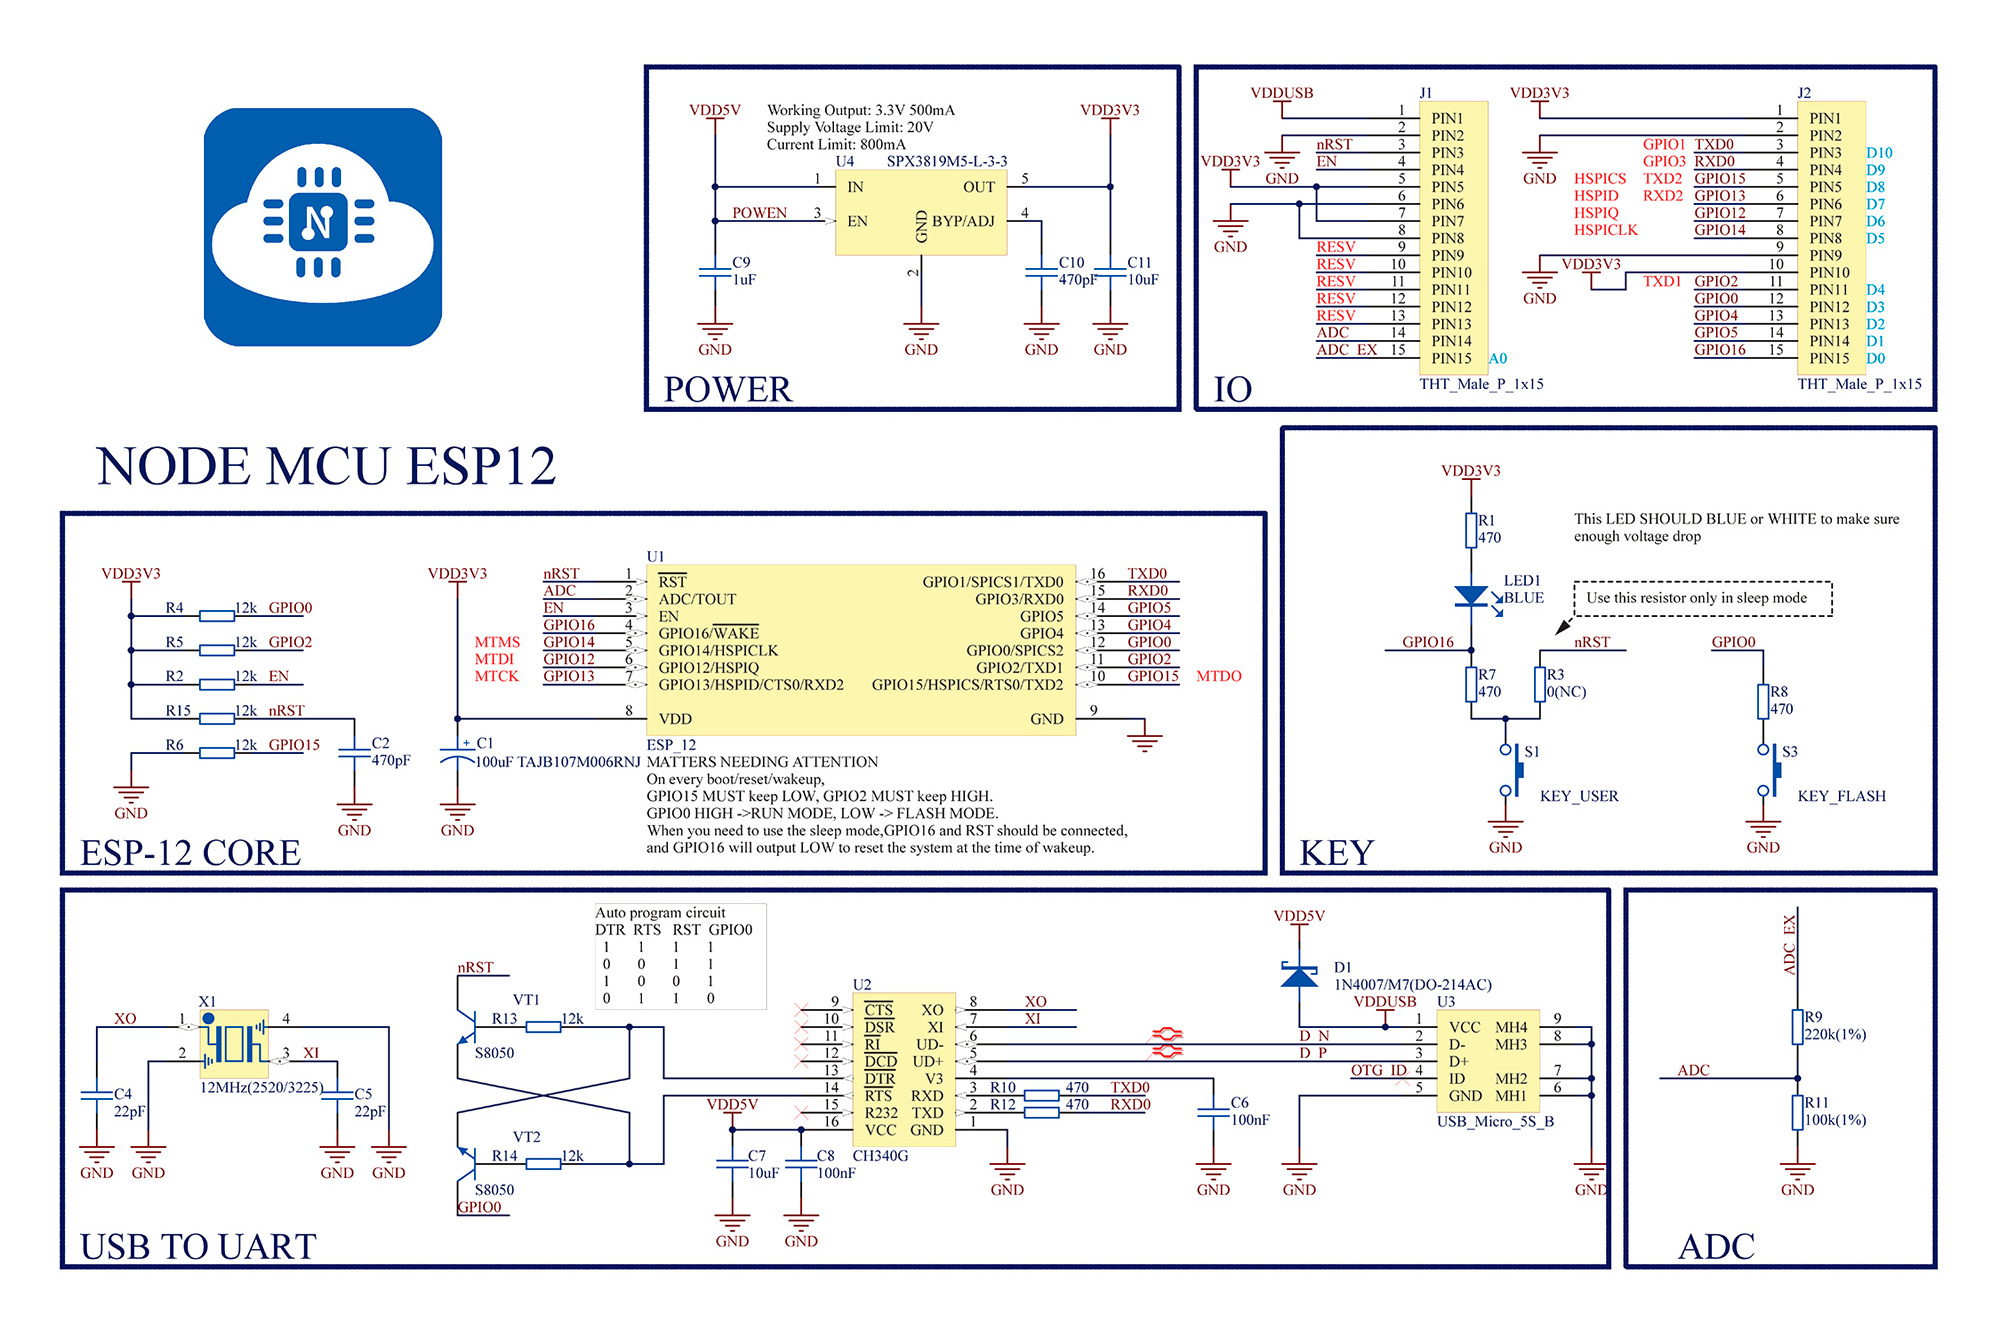 N
NODE MCU ESP12
VDD5V
Working Output: 3.3V 500mA
Supply Voltage Limit: 20V
Current Limit: 800mA
VDD3V3
U4 SPX3819M5-L-3-3
1 IN OUT 5
POWEN 3 EN BYP/ADJ 4
GND
2
C9
1uF
C10
470pF
C11
10uF
GND GND GND GND
POWER
VDDUSB J1
1 PIN1
2 PIN2
nRST 3 PIN3
EN 4 PIN4
VDD3V3
GND
5 PIN5
6 PIN6
7 PIN7
8 PIN8
GND
RESV 9 PIN9
RESV 10 PIN10
RESV 11 PIN11
RESV 12 PIN12
RESV 13 PIN13
ADC 14 PIN14
ADC_EX 15 PIN15 A0
THT_Male_P_1x15
VDD3V3 J2
1 PIN1
2 PIN2
GPIO1 TXD0 3 PIN3 D10
GPIO3 RXD0 4 PIN4 D9
GND
HSPICS TXD2 GPIO15 5 PIN5 D8
HSPID RXD2 GPIO13 6 PIN6 D7
HSPIQ GPIO12 7 PIN7 D6
HSPICLK GPIO14 8 PIN8 D5
9 PIN9
VDD3V3 10 PIN10
GND
TXD1 GPIO2 11 PIN11 D4
GPIO0 12 PIN12 D3
GPIO4 13 PIN13 D2
GPIO5 14 PIN14 D1
GPIO16 15 PIN15 D0
THT_Male_P_1x15
IO
VDD3V3
R4 12k GPIO0
R5 12k GPIO2
R2 12k EN
R15 12k nRST
R6 12k GPIO15
C2
470pF
GND GND
VDD3V3
C1
100uF TAJB107M006RNJ
GND
U1
nRST 1 RST GPIO1/SPICS1/TXD0 16 TXD0
ADC 2 ADC/TOUT GPIO3/RXD0 15 RXD0
EN 3 EN GPIO5 14 GPIO5
GPIO16 4 GPIO16/WAKE GPIO4 13 GPIO4
MTMS GPIO14 5 GPIO14/HSPICLK GPIO0/SPICS2 12 GPIO0
MTDI GPIO12 6 GPIO12/HSPIQ GPIO2/TXD1 11 GPIO2
MTCK GPIO13 7 GPIO13/HSPID/CTS0/RXD2 GPIO15/HSPICS/RTS0/TXD2 10 GPIO15 MTDO
8 VDD GND 9
ESP_12
MATTERS NEEDING ATTENTION
On every boot/reset/wakeup,
GPIO15 MUST keep LOW, GPIO2 MUST keep HIGH.
GPIO0 HIGH ->RUN MODE, LOW -> FLASH MODE.
When you need to use the sleep mode,GPIO16 and RST should be connected,
and GPIO16 will output LOW to reset the system at the time of wakeup.
ESP-12 CORE
VDD3V3
R1
470
This LED SHOULD BLUE or WHITE to make sure
enough voltage drop
LED1
BLUE
Use this resistor only in sleep mode
GPIO16 nRST GPIO0
R7
470
R3
0(NC)
R8
470
S1 S3
KEY_USER KEY_FLASH
GND GND
KEY
Auto program circuit
DTR RTS RST GPIO0
1 1 1 1
0 0 1 1
1 0 0 1
0 1 1 0
X1
XO 1 4
2 3 XI
12MHz(2520/3225)
C4
22pF
C5
22pF
GND GND GND GND
nRST
VT1
R13 12k
S8050
VT2
R14 12k
S8050
GPIO0
U2
9 CTS XO 8 XO
10 DSR XI 7 XI
11 RI UD- 6 D_N
12 DCD UD+ 5 D_P
13 DTR V3 4
14 RTS RXD 3 R10 470 TXD0
15 R232 TXD 2 R12 470 RXD0
16 VCC GND 1
CH340G
VDD5V
C7
10uF
C8
100nF
GND GND
GND
C6
100nF
GND
VDD5V
D1
1N4007/M7(DO-214AC)
VDDUSB U3
1 VCC MH4 9
2 D- MH3 8
3 D+
OTG_ID 4 ID MH2 7
5 GND MH1 6
USB_Micro_5S_B
GND GND
USB TO UART
ADC_EX
R9
220k(1%)
ADC
R11
100k(1%)
GND
ADC